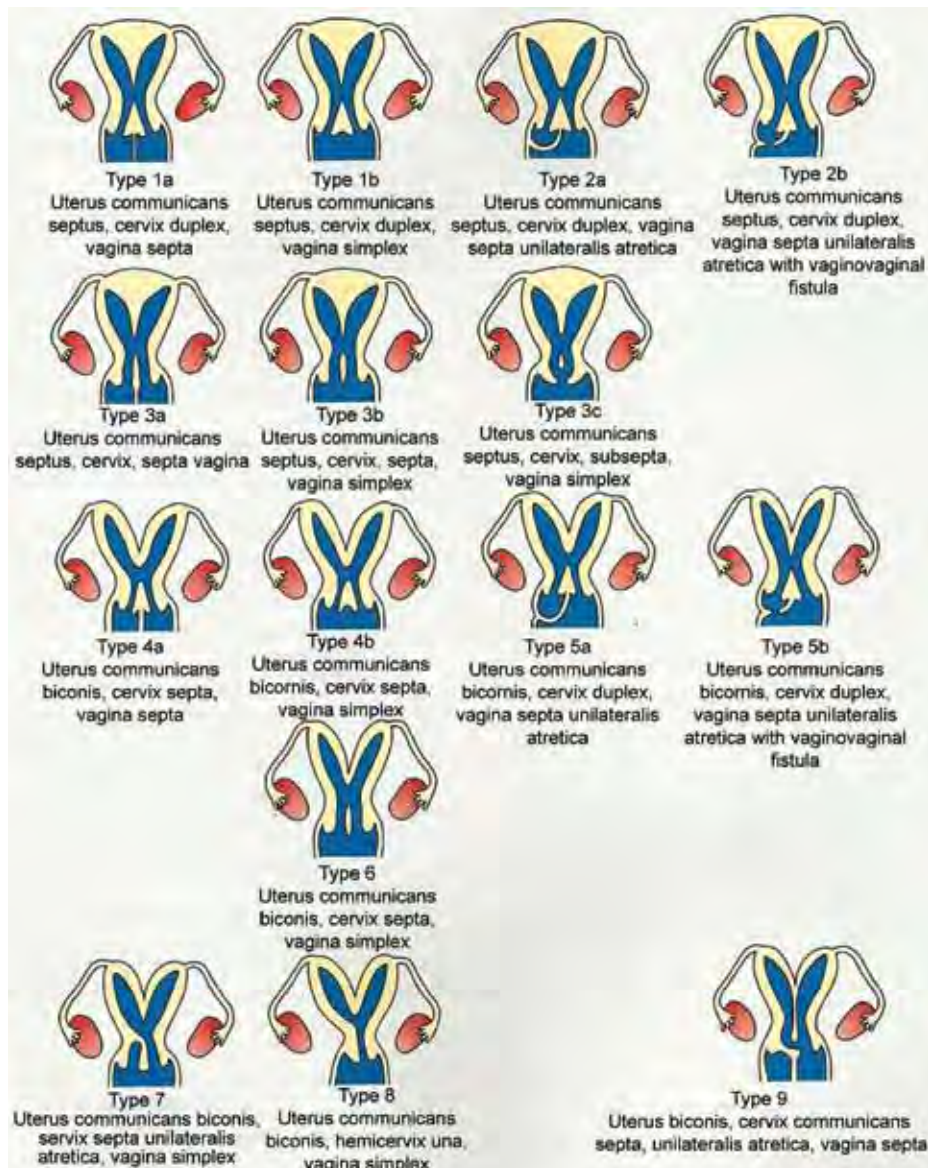 Type 1a
Uterus communicans
septus, cervix duplex,
vagina septa
Type 1b
Uterus communicans
septus, cervix duplex,
vagina simplex
Type 2a
Uterus communicans
septus, cervix duplex, vagina
septa unilateralis atretica
Type 2b
Uterus communicans
septus, cervix duplex,
vagina septa unilateralis
atretica with vaginovaginal
fistula
Type 3a
Uterus communicans
septus, cervix, septa vagina
Type 3b
Uterus communicans
septus, cervix, septa,
vagina simplex
Type 3c
Uterus communicans
septus, cervix, subsepta,
vagina simplex
Type 4a
Uterus communicans
biconis, cervix septa,
vagina septa
Type 4b
Uterus communicans
bicornis, cervix septa,
vagina simplex
Type 5a
Uterus communicans
bicornis, cervix duplex,
vagina septa unilateralis
atretica
Type 5b
Uterus communicans
bicornis, cervix duplex,
vagina septa unilateralis
atretica with vaginovaginal
fistula
Type 6
Uterus communicans
biconis, cervix septa,
vagina simplex
Type 7
Uterus communicans biconis,
servix septa unilateralis
atretica, vagina simplex
Type 8
Uterus communicans
biconis, hemicervix una,
vagina simplex
Type 9
Uterus biconis, cervix communicans
septa, unilateralis atretica, vagina septa